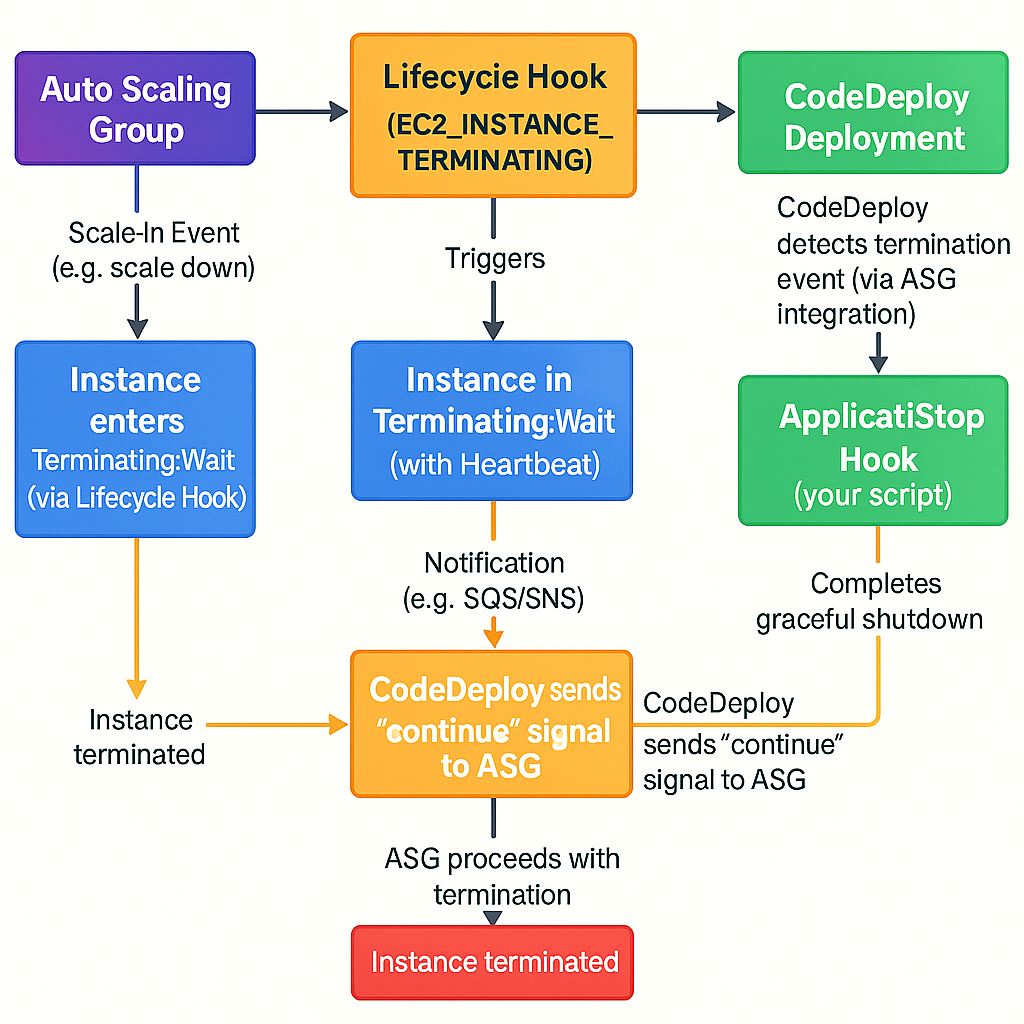 Auto Scaling
Group
Lifecycie Hook
(EC2_INSTANCE_
TERMINATING)
CodeDeploy
Deployment
Scale-In Event
(e.g. scale down)
Triggers
CodeDeploy
detects termination
event (via ASG
integration)
Instance
enters
Terminating:Wait
(via Lifecycle Hook)
Instance in
Terminating:Wait
(with Heartbeat)
ApplicatiStop
Hook
(your script)
Notification
(e.g. SQS/SNS)
Completes
graceful shutdown
Instance
terminated
CodeDeploy sends
"continue" signal
to ASG
CodeDeploy
sends "continue"
signal to ASG
ASG proceeds with
termination
Instance terminated